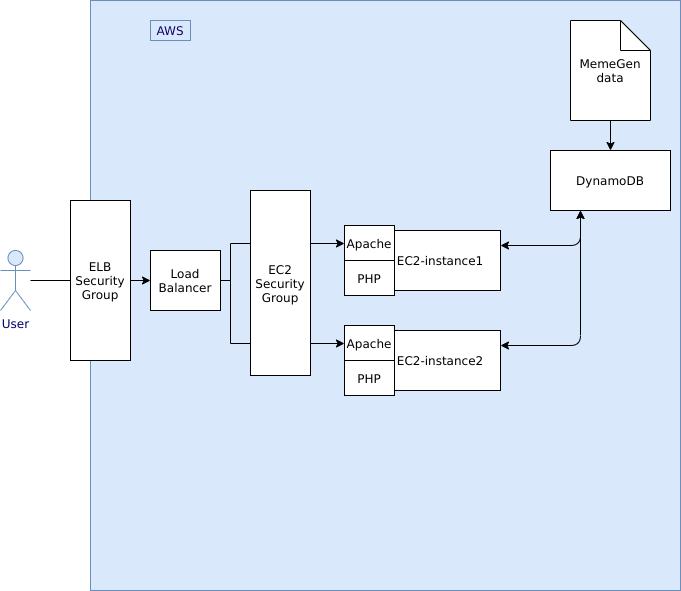 AWS
MemeGen
data
DynamoDB
User
ELB
Security
Group
Load
Balancer
EC2
Security
Group
Apache
PHP
EC2-instance1
Apache
PHP
EC2-instance2